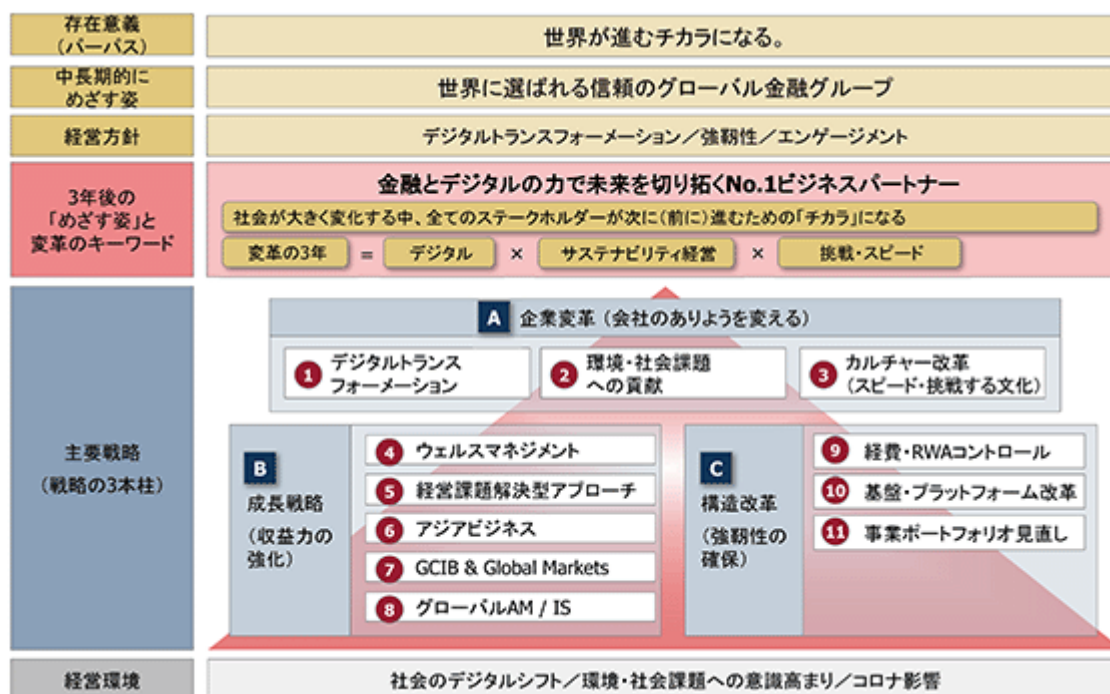 存在意義
（パーパス）
世界が進むチカラになる。
中長期的に
めざす姿
世界に選ばれる信頼のグローバル金融グループ
経営方針
デジタルトランスフォーメーション／強靭性／エンゲージメント
3年後の
「めざす姿」と
変革のキーワード
金融とデジタルの力で未来を切り拓くNo.1ビジネスパートナー
社会が大きく変化する中、全てのステークホルダーが次に（前に）進むための「チカラ」になる
変革の3年 = デジタル × サステナビリティ経営 × 挑戦・スピード
主要戦略
（戦略の3本柱）
A 企業変革（会社のありようを変える）
1 デジタルトランス
フォーメーション
2 環境・社会課題
への貢献
3 カルチャー改革
（スピード・挑戦する文化）
B
成長戦略
（収益力の
強化）
4 ウェルスマネジメント
5 経営課題解決型アプローチ
6 アジアビジネス
7 GCIB & Global Markets
8 グローバルAM / IS
C
構造改革
（強靭性の
確保）
9 経費・RWAコントロール
10 基盤・プラットフォーム改革
11 事業ポートフォリオ見直し
経営環境
社会のデジタルシフト／環境・社会課題への意識高まり／コロナ影響